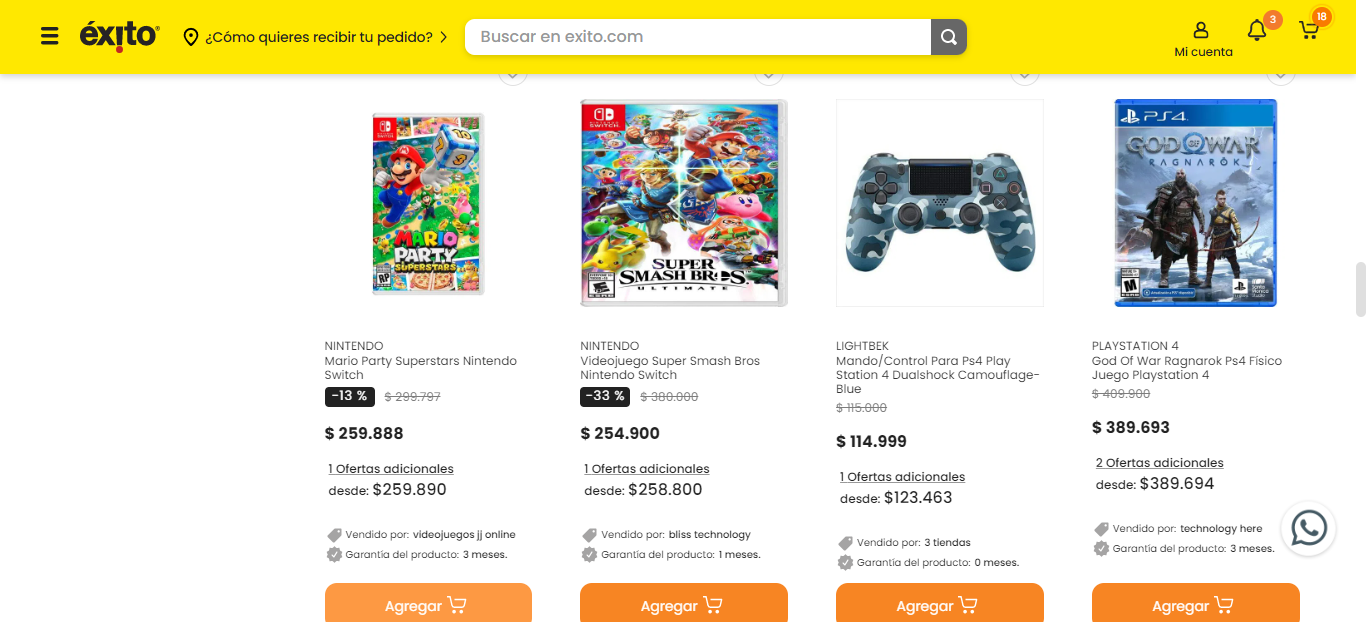 éxito
¿Cómo quieres recibir tu pedido?
Buscar en exito.com
Mi cuenta
3
18
MARIO
PARTY
SUPERSTARS
SUPER
SMASH BROS.
ULTIMATE
PS4
GOD OF WAR
RAGNARÖK
NINTENDO
Mario Party Superstars Nintendo
Switch
-13 % $ 299.797
$ 259.888
1 Ofertas adicionales
desde: $259.890
Vendido por: videojuegos jj online
Garantía del producto: 3 meses.
Agregar
NINTENDO
Videojuego Super Smash Bros
Nintendo Switch
-33 % $ 380.000
$ 254.900
1 Ofertas adicionales
desde: $258.800
Vendido por: bliss technology
Garantía del producto: 1 meses.
Agregar
LIGHTBEK
Mando/Control Para Ps4 Play
Station 4 Dualshock Camouflage-
Blue
$ 115.000
$ 114.999
1 Ofertas adicionales
desde: $123.463
Vendido por: 3 tiendas
Garantía del producto: 0 meses.
Agregar
PLAYSTATION 4
God Of War Ragnarok Ps4 Físico
Juego Playstation 4
$ 409.900
$ 389.693
2 Ofertas adicionales
desde: $389.694
Vendido por: technology here
Garantía del producto: 3 meses.
Agregar